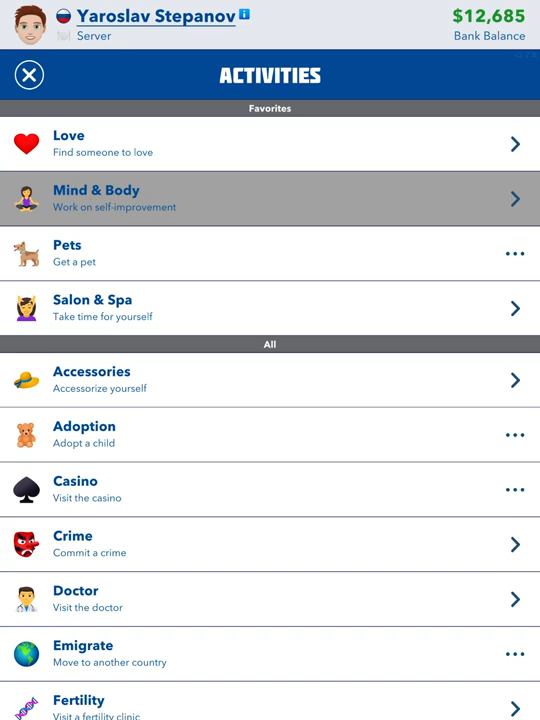 Yaroslav Stepanov
$12,685
Server
Bank Balance
ACTIVITIES
Favorites
Love
Find someone to love
Mind & Body
Work on self-improvement
Pets
Get a pet
Salon & Spa
Take time for yourself
All
Accessories
Accessorize yourself
Adoption
Adopt a child
Casino
Visit the casino
Crime
Commit a crime
Doctor
Visit the doctor
Emigrate
Move to another country
Fertility
Visit a fertility clinic